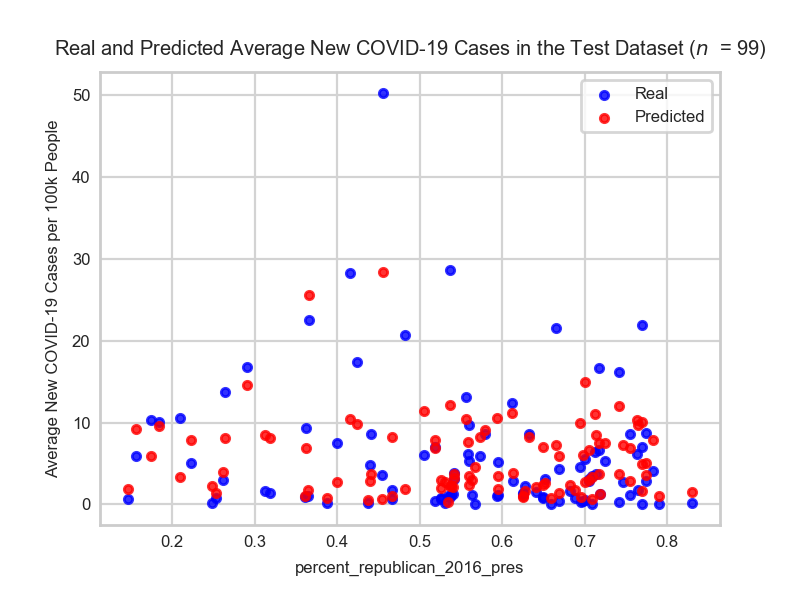 Real and Predicted Average New COVID-19 Cases in the Test Dataset (n = 99)
Real
Predicted
Average New COVID-19 Cases per 100k People
50
40
30
20
10
0
0.2 0.3 0.4 0.5 0.6 0.7 0.8
percent_republican_2016_pres